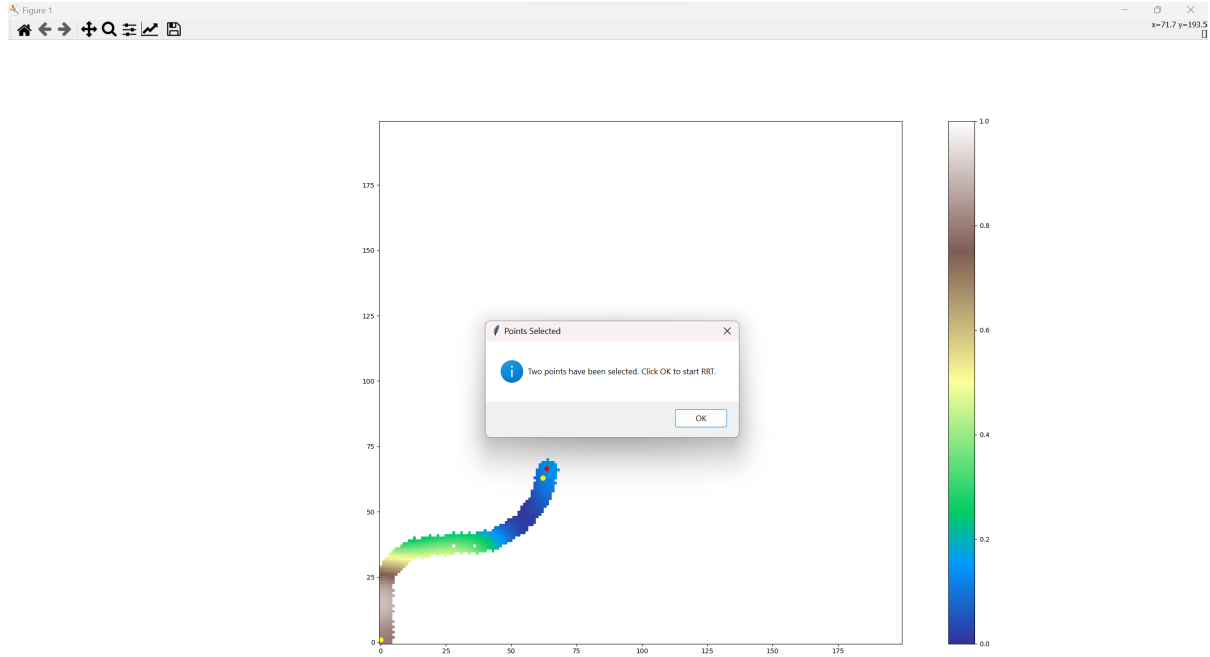 Figure 1
x=71.7 y=193.5
[]
1.0
175
0.8
150
125
0.6
Points Selected
Two points have been selected. Click OK to start RRT.
100
OK
0.4
75
50
0.2
25
0
0.0
0 25 50 75 100 125 150 175